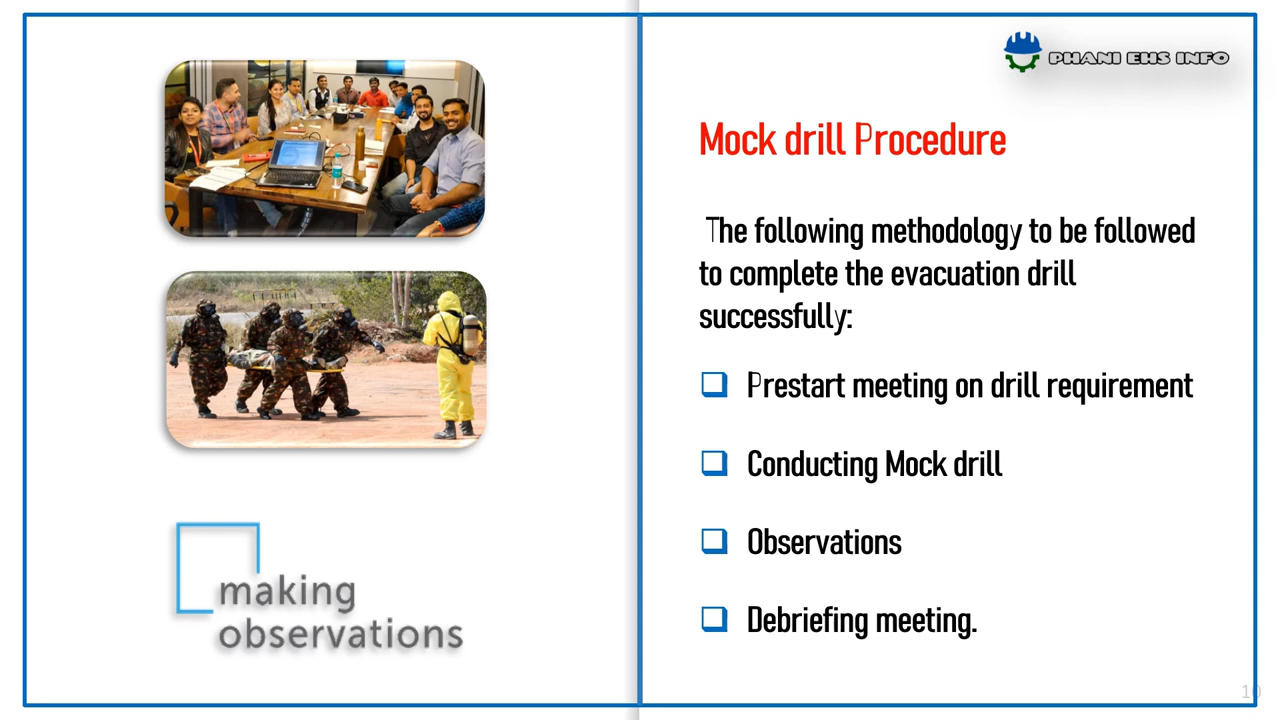 PHANI EHS INFO
Mock drill Procedure
The following methodology to be followed
to complete the evacuation drill
successfully:
Prestart meeting on drill requirement
Conducting Mock drill
Observations
Debriefing meeting.
making
observations
10